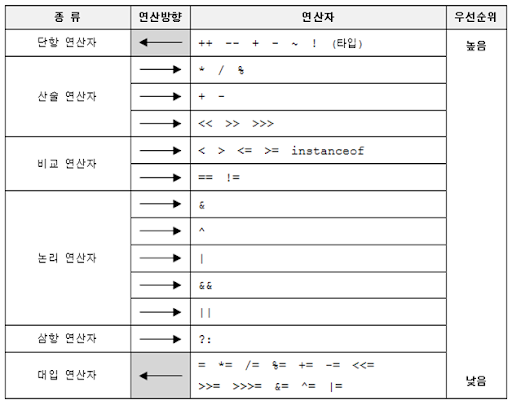 종 류 연산방향 연산자 우선순위
단항 연산자 ++ -- + - ~ ! (타입) 높음
산술 연산자 * / %
+ -
<< >> >>>
비교 연산자 < > <= >= instanceof
== !=
논리 연산자 &
^
|
&&
||
삼항 연산자 ?:
대입 연산자 = *= /= %= += -= <<=
>>= >>>= &= ^= |= 낮음